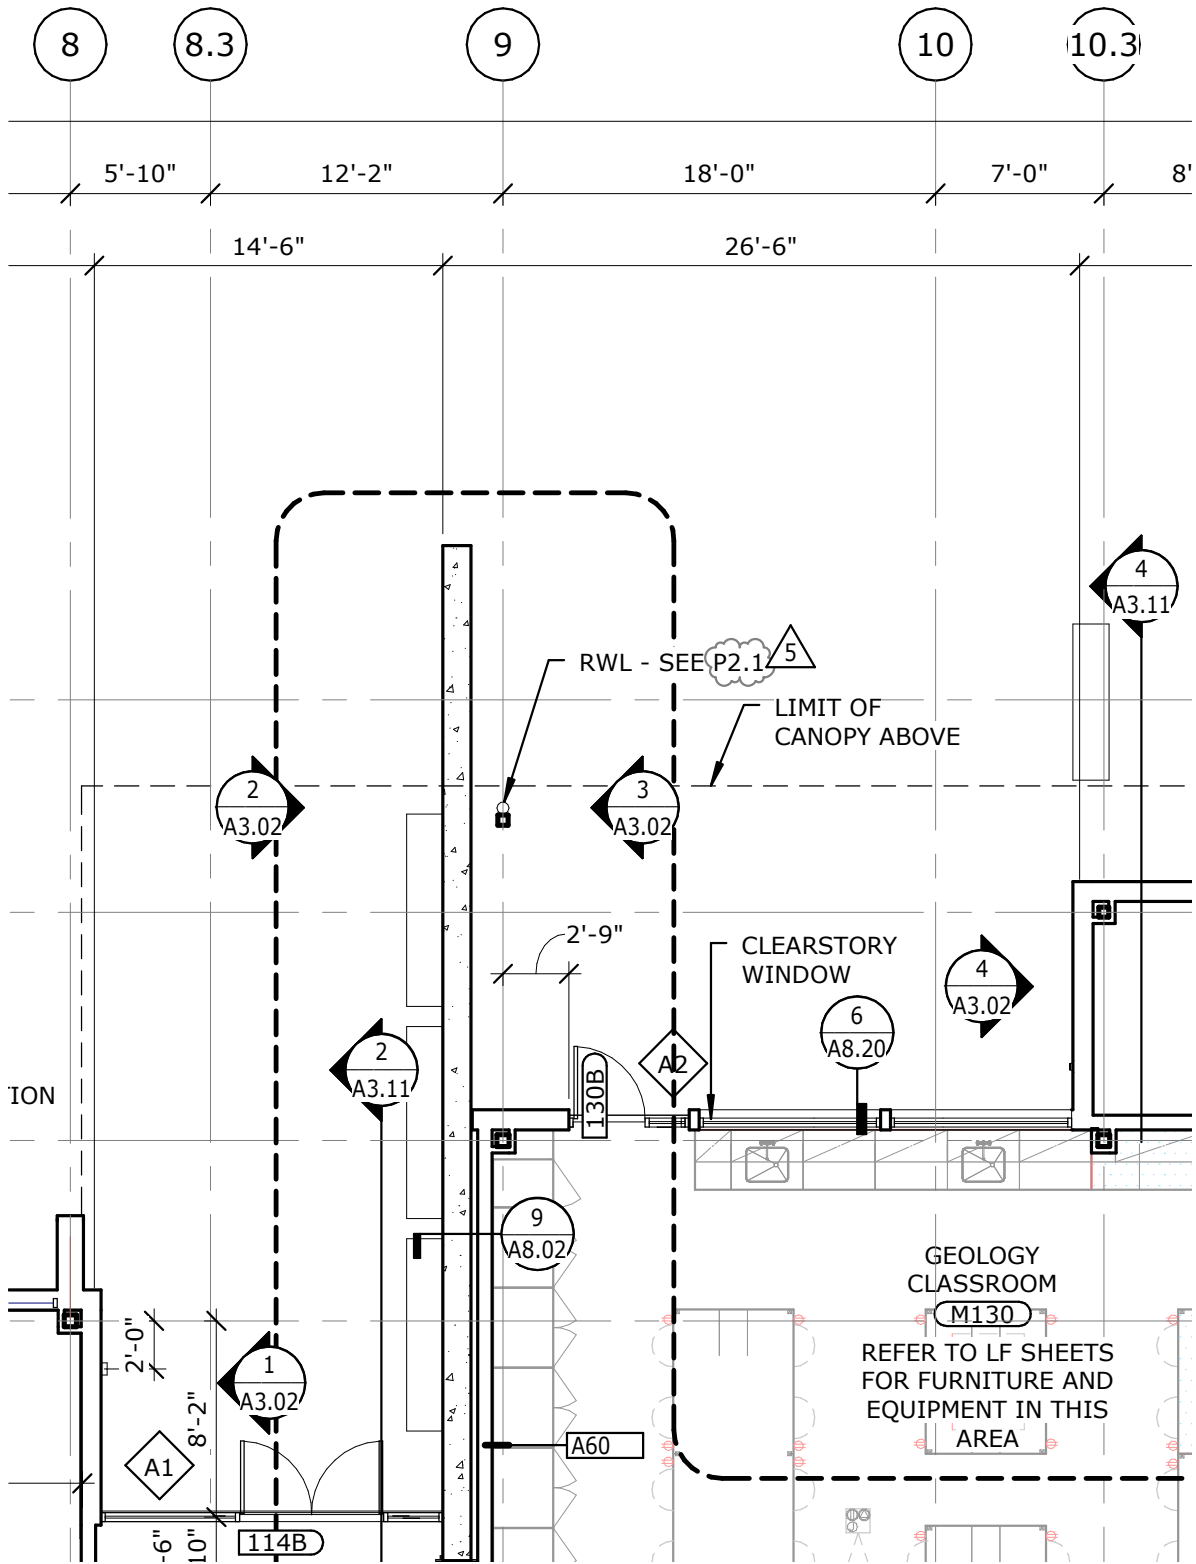 8 8.3 9 10 10.3
5'-10" 12'-2" 18'-0" 7'-0" 8'
14'-6" 26'-6"
4
A3.11
RWL - SEE P2.1 5
LIMIT OF
CANOPY ABOVE
2
A3.02
3
A3.02
2'-9"
CLEARSTORY
WINDOW
4
A3.02
6
A8.20
2
A3.11
A2
130B
TION
9
A8.02
GEOLOGY
CLASSROOM
M130
REFER TO LF SHEETS
FOR FURNITURE AND
EQUIPMENT IN THIS
AREA
2'-0"
1
A3.02
8'-2"
A1
A60
114B
-6"
10"